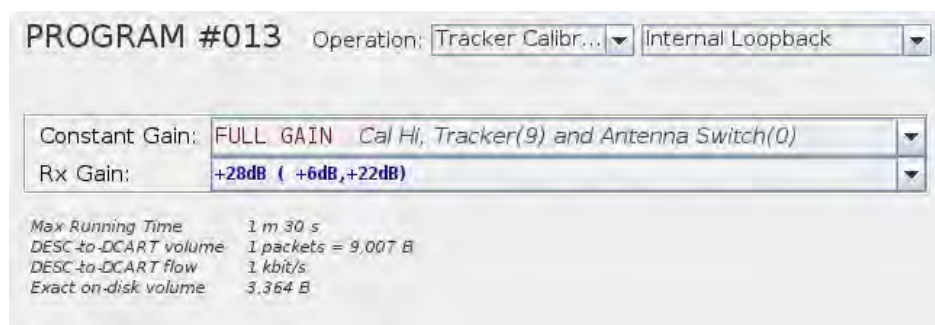 PROGRAM #013 Operation: Tracker Calibr... Internal Loopback
Constant Gain: FULL GAIN Cal Hi, Tracker(9) and Antenna Switch(0)
Rx Gain: +28dB ( +6dB,+22dB)
Max Running Time 1 m 30 s
DESC-to-DCART volume 1 packets = 9,007 B
DESC-to-DCART flow 1 kbit/s
Exact on-disk volume 3,364 B